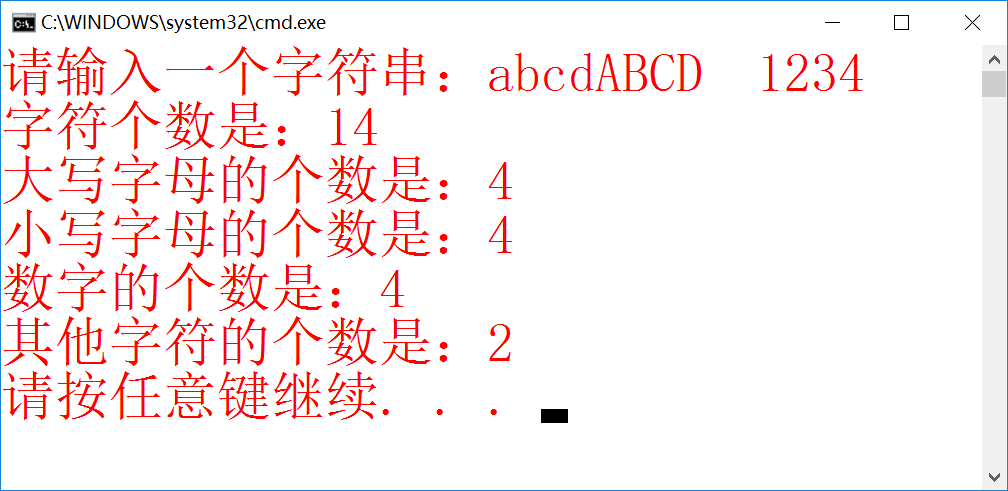 C:\WINDOWS\system32\cmd.exe
请输入一个字符串：abcdABCD  1234
字符个数是：14
大写字母的个数是：4
小写字母的个数是：4
数字的个数是：4
其他字符的个数是：2
请按任意键继续. . .